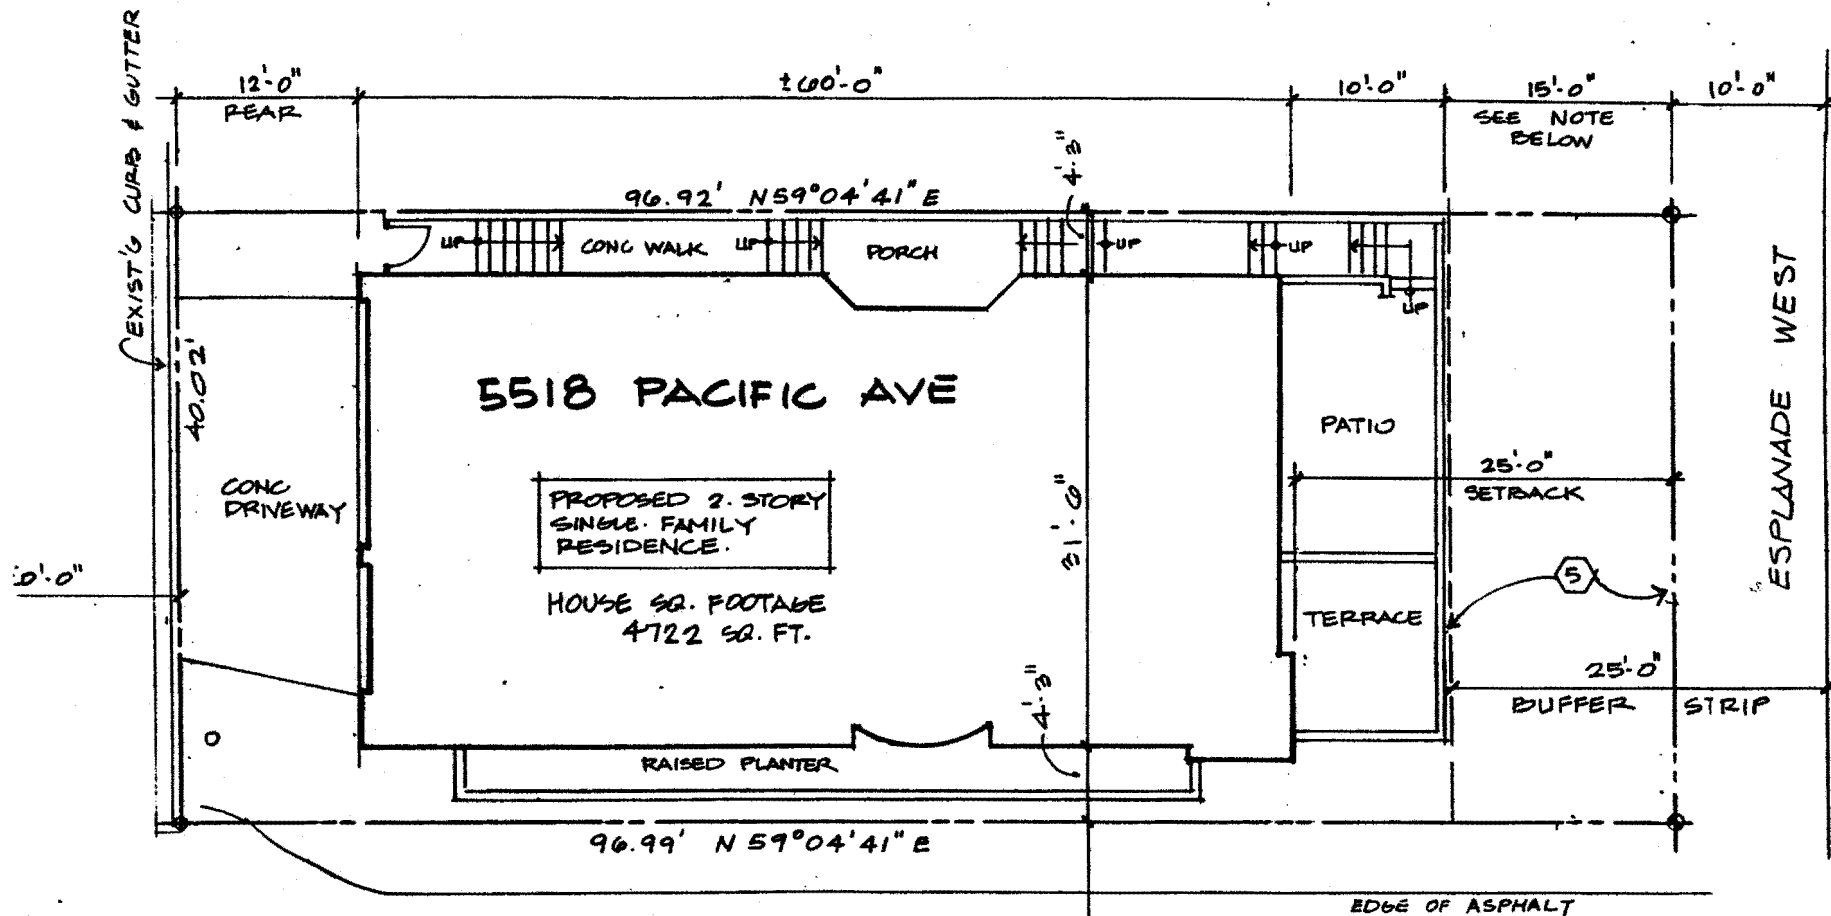 EXIST'G CURB & GUTTER
12'-0"
REAR
±60'-0"
10'-0"
15'-0"
SEE NOTE
BELOW
10'-0"
4'-3"
96.92' N59°04'41"E
UP
CONC WALK
UP
PORCH
UP
UP
UP
40.02'
5518 PACIFIC AVE
PATIO
ESPLANADE WEST
25'-0"
SETBACK
CONC
DRIVEWAY
PROPOSED 2-STORY
SINGLE-FAMILY
RESIDENCE.
31'-6"
5
0'-0"
HOUSE SQ. FOOTAGE
4722 SQ. FT.
TERRACE
25'-0"
BUFFER STRIP
4'-3"
RAISED PLANTER
96.99' N59°04'41"E
EDGE OF ASPHALT